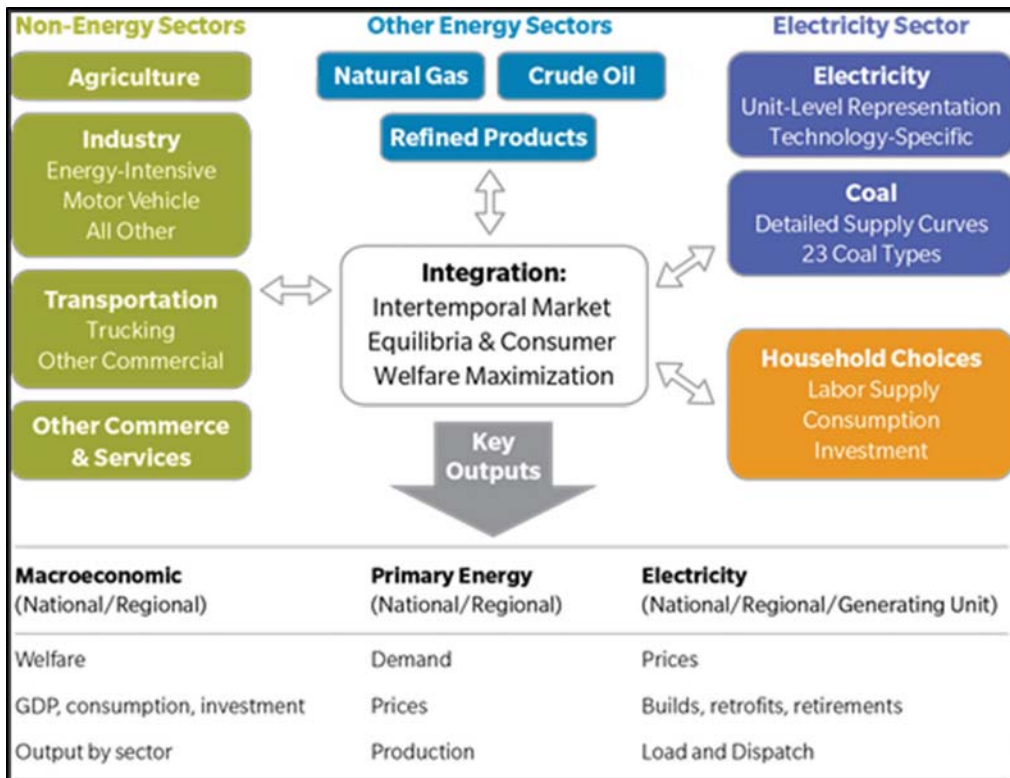 Non-Energy Sectors
Agriculture
Industry
Energy-Intensive
Motor Vehicle
All Other
Transportation
Trucking
Other Commercial
Other Commerce
& Services
Other Energy Sectors
Natural Gas
Crude Oil
Refined Products
Integration:
Intertemporal Market
Equilibria & Consumer
Welfare Maximization
Electricity Sector
Electricity
Unit-Level Representation
Technology-Specific
Coal
Detailed Supply Curves
23 Coal Types
Household Choices
Labor Supply
Consumption
Investment
Key
Outputs
Macroeconomic
(National/Regional)
Primary Energy
(National/Regional)
Electricity
(National/Regional/Generating Unit)
Welfare
Demand
Prices
GDP, consumption, investment
Prices
Builds, retrofits, retirements
Output by sector
Production
Load and Dispatch